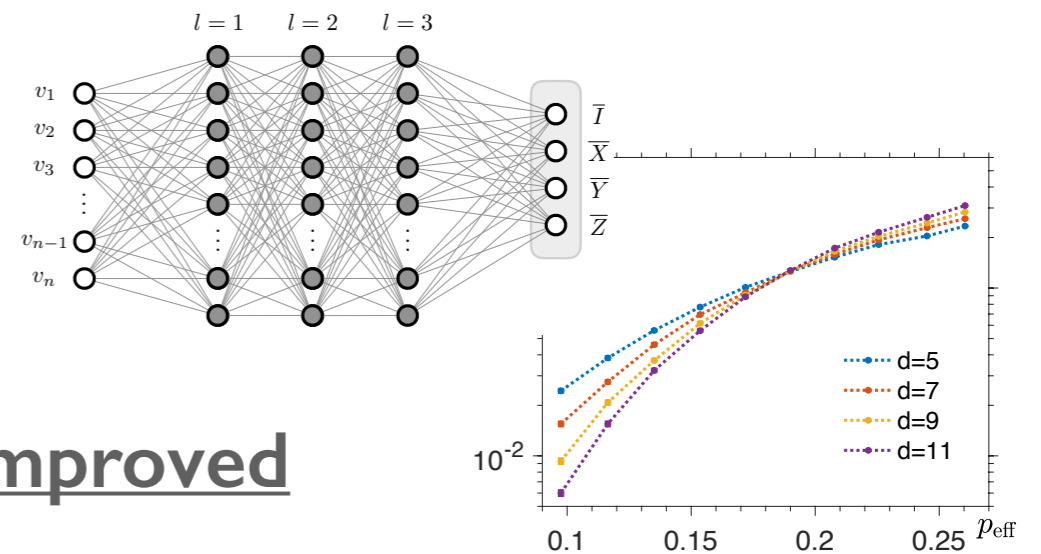 l = 1 l = 2 l = 3
v₁
v₂
v₃
⋮ ⋮ ⋮ ⋮
vₙ₋₁
vₙ
I̅
X̅
Y̅
Z̅
d=5
d=7
d=9
d=11
10⁻²
0.1 0.15 0.2 0.25 p_eff
mproved